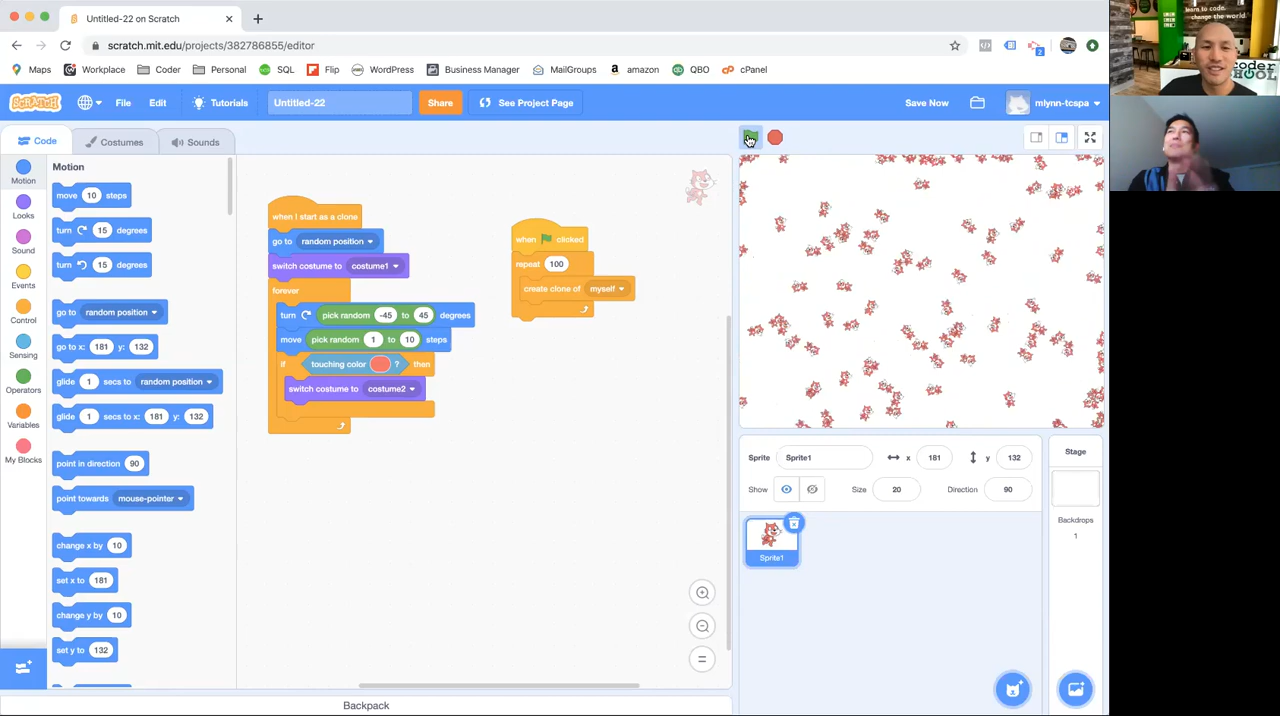 Untitled-22 on Scratch
scratch.mit.edu/projects/382786855/editor
Maps Workplace Coder Personal SQL Flip WordPress Business Manager MailGroups amazon QBO cPanel
SCRATCH File Edit Tutorials Untitled-22 Share See Project Page Save Now mlynn-tcspa
Code Costumes Sounds
Motion
Looks
Sound
Events
Control
Sensing
Operators
Variables
My Blocks
Motion
move 10 steps
turn 15 degrees
turn 15 degrees
go to random position
go to x: 181 y: 132
glide 1 secs to random position
glide 1 secs to x: 181 y: 132
point in direction 90
point towards mouse-pointer
change x by 10
set x to 181
change y by 10
set y to 132
when I start as a clone
go to random position
switch costume to costume1
forever
turn pick random -45 to 45 degrees
move pick random 1 to 10 steps
if touching color ? then
switch costume to costume2
when clicked
repeat 100
create clone of myself
Sprite Sprite1 x 181 y 132
Show Size 20 Direction 90
Sprite1
Stage
Backdrops
1
Backpack
learn to code.
change the world.
coder